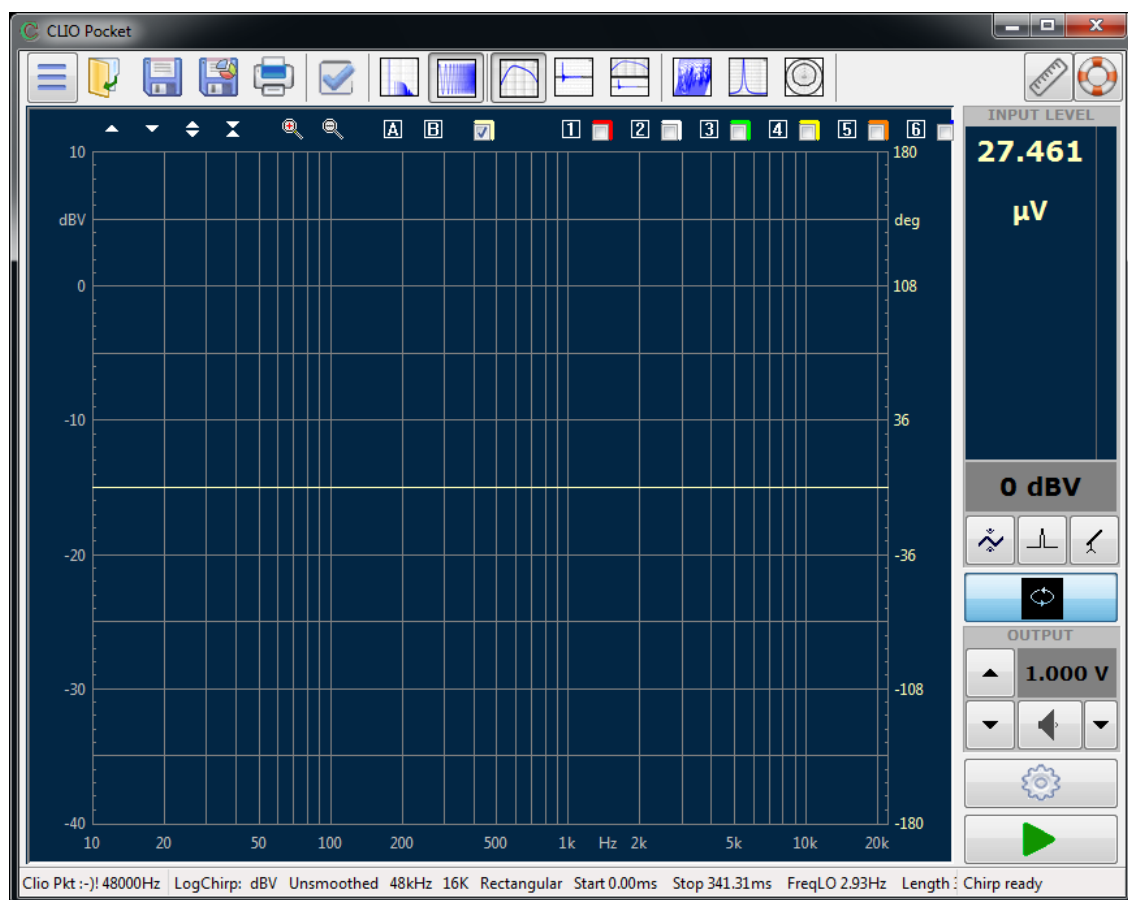 CLIO Pocket
INPUT LEVEL
27.461
µV
A B 1 2 3 4 5 6
10 180
dBV deg
0 108
-10 36
-20 -36
-30 -108
-40 -180
10 20 50 100 200 500 1k Hz 2k 5k 10k 20k
0 dBV
OUTPUT
1.000 V
Clio Pkt :-)! 48000Hz LogChirp: dBV Unsmoothed 48kHz 16K Rectangular Start 0.00ms Stop 341.31ms FreqLO 2.93Hz Length Chirp ready